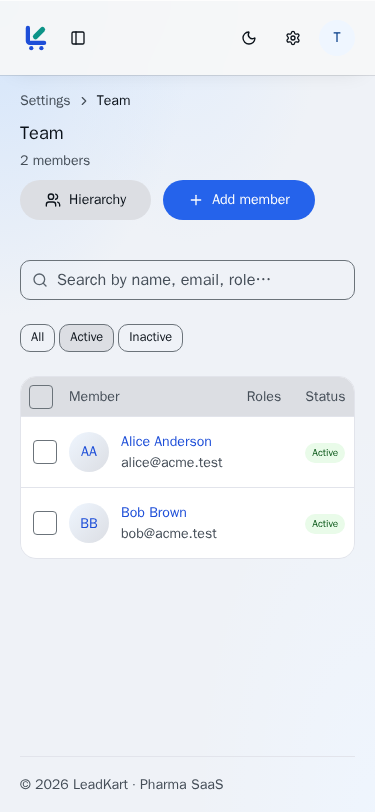 T
Settings > Team
Team
2 members
Hierarchy
Add member
Search by name, email, role···
All Active Inactive
Member Roles Status
AA Alice Anderson
alice@acme.test
Active
BB Bob Brown
bob@acme.test
Active
© 2026 LeadKart · Pharma SaaS